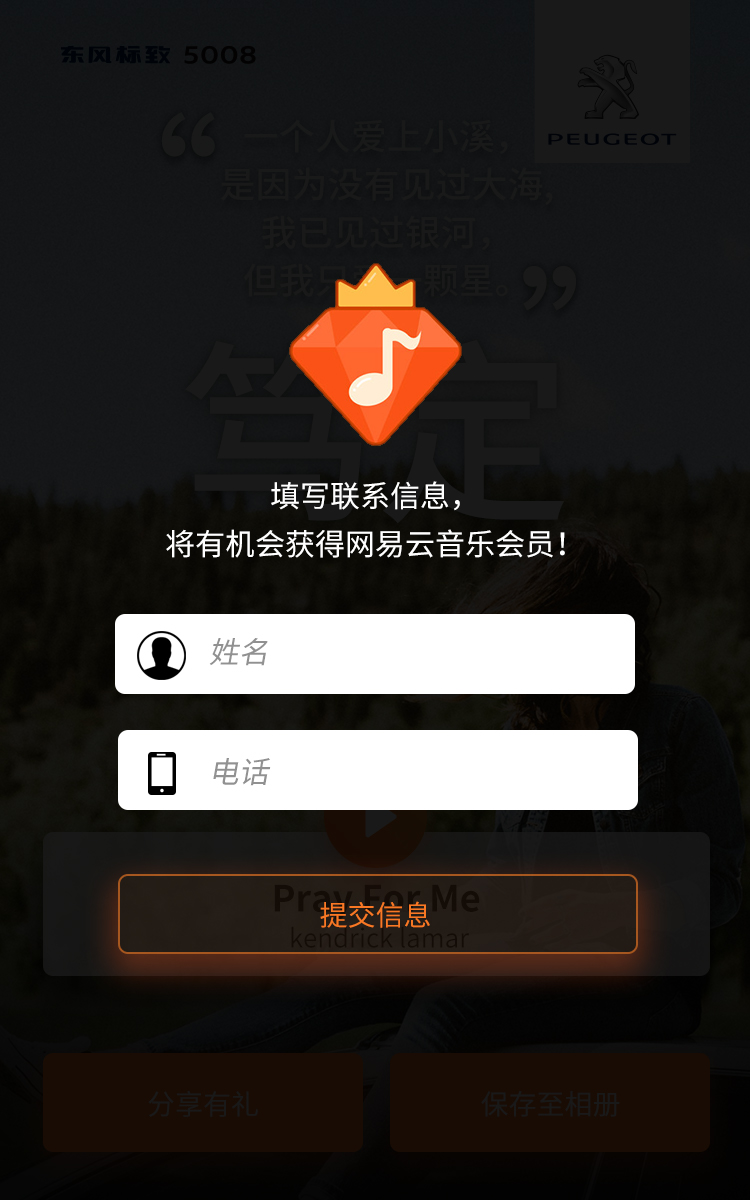 东风标致 5008
PEUGEOT
“一个人爱上小溪，
是因为没有见过大海,
我已见过银河，
但我只
颗星。”
笃定
填写联系信息，
将有机会获得网易云音乐会员！
姓名
电话
Pray For Me
提交信息
kendrick lamar
分享有礼
保存至相册